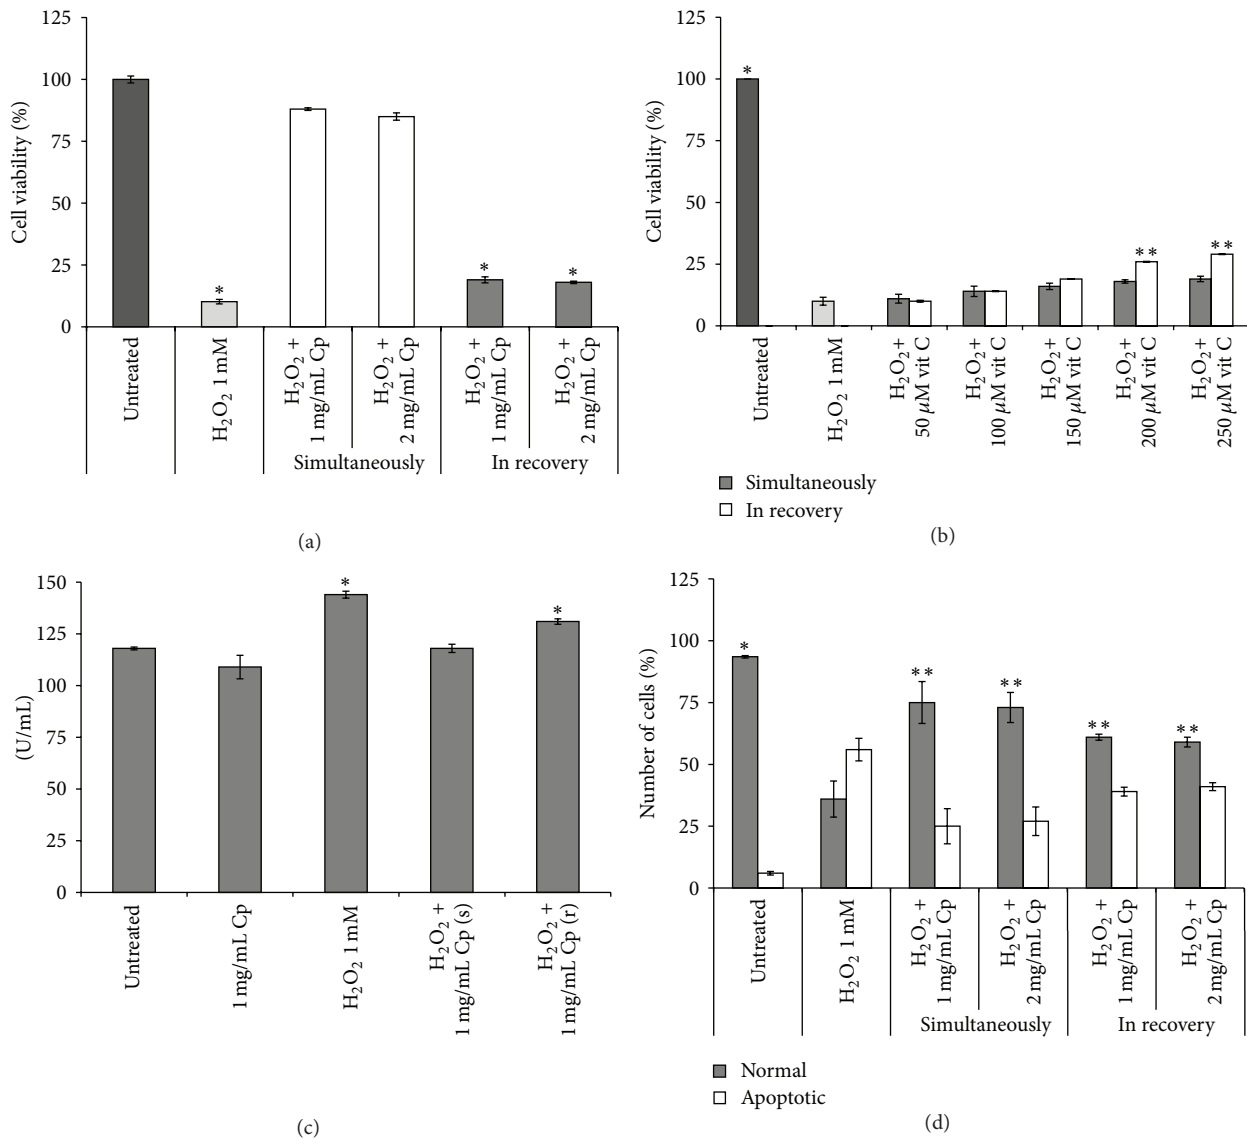 125
100
75
50
25
0
Cell viability (%)
*
*
*
Untreated
H₂O₂ 1 mM
H₂O₂ +
1 mg/mL Cp
H₂O₂ +
2 mg/mL Cp
H₂O₂ +
1 mg/mL Cp
H₂O₂ +
2 mg/mL Cp
Simultaneously
In recovery
(a)
125
100
75
50
25
0
Cell viability (%)
*
**
**
Untreated
H₂O₂ 1 mM
H₂O₂+
50 μM vit C
H₂O₂+
100 μM vit C
H₂O₂+
150 μM vit C
H₂O₂+
200 μM vit C
H₂O₂+
250 μM vit C
Simultaneously
In recovery
(b)
150
125
100
75
50
25
0
(U/mL)
*
*
Untreated
1 mg/mL Cp
H₂O₂ 1 mM
H₂O₂ +
1 mg/mL Cp (s)
H₂O₂ +
1 mg/mL Cp (r)
(c)
125
100
75
50
25
0
Number of cells (%)
*
**
**
**
**
Untreated
H₂O₂ 1 mM
H₂O₂ +
1 mg/mL Cp
H₂O₂ +
2 mg/mL Cp
H₂O₂ +
1 mg/mL Cp
H₂O₂ +
2 mg/mL Cp
Simultaneously
In recovery
Normal
Apoptotic
(d)